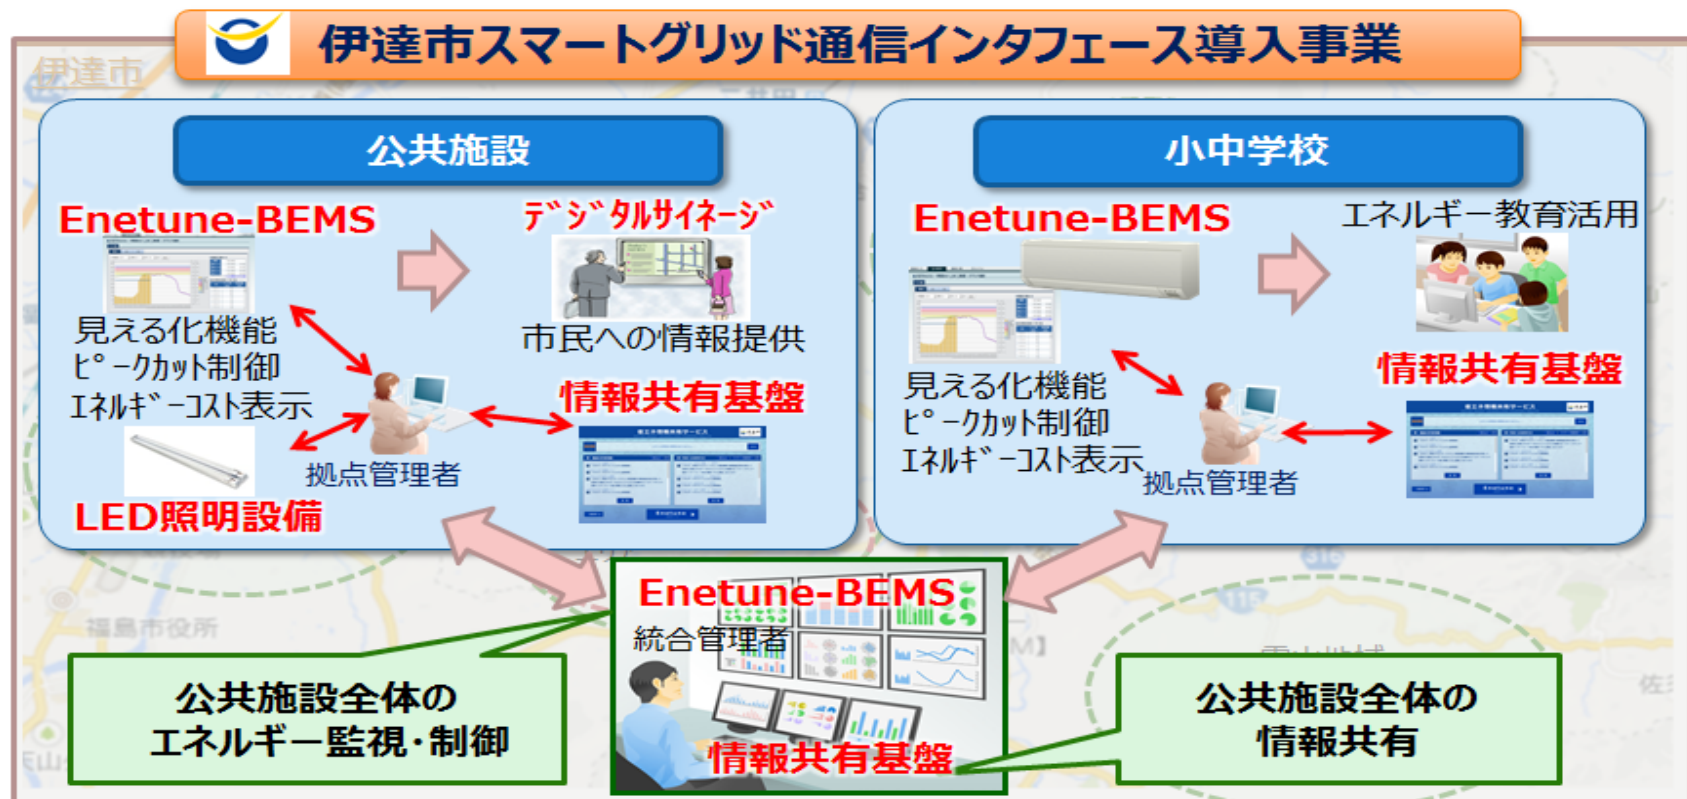 伊達市スマートグリッド通信インタフェース導入事業
伊達市
公共施設
Enetune-BEMS
デジタルサイネージ
見える化機能
ピークカット制御
エネルギーコスト表示
市民への情報提供
情報共有基盤
拠点管理者
LED照明設備
小中学校
Enetune-BEMS
エネルギー教育活用
見える化機能
ピークカット制御
エネルギーコスト表示
情報共有基盤
拠点管理者
Enetune-BEMS
統合管理者
情報共有基盤
公共施設全体の
エネルギー監視・制御
公共施設全体の
情報共有
福島市役所
115